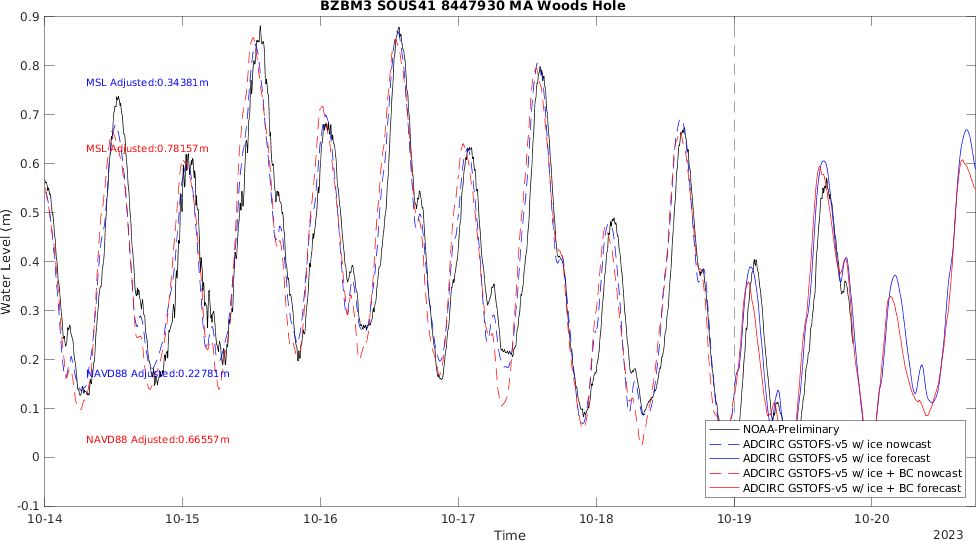 BZBM3 SOUS41 8447930 MA Woods Hole
0.9
0.8
0.7
0.6
0.5
0.4
0.3
0.2
0.1
0
-0.1
Water Level (m)
MSL Adjusted:0.34381m
MSL Adjusted:0.78157m
NAVD88 Adjusted:0.22781m
NAVD88 Adjusted:0.66557m
NOAA-Preliminary
ADCIRC GSTOFS-v5 w/ ice nowcast
ADCIRC GSTOFS-v5 w/ ice forecast
ADCIRC GSTOFS-v5 w/ ice + BC nowcast
ADCIRC GSTOFS-v5 w/ ice + BC forecast
10-14 10-15 10-16 10-17 10-18 10-19 10-20
Time
2023